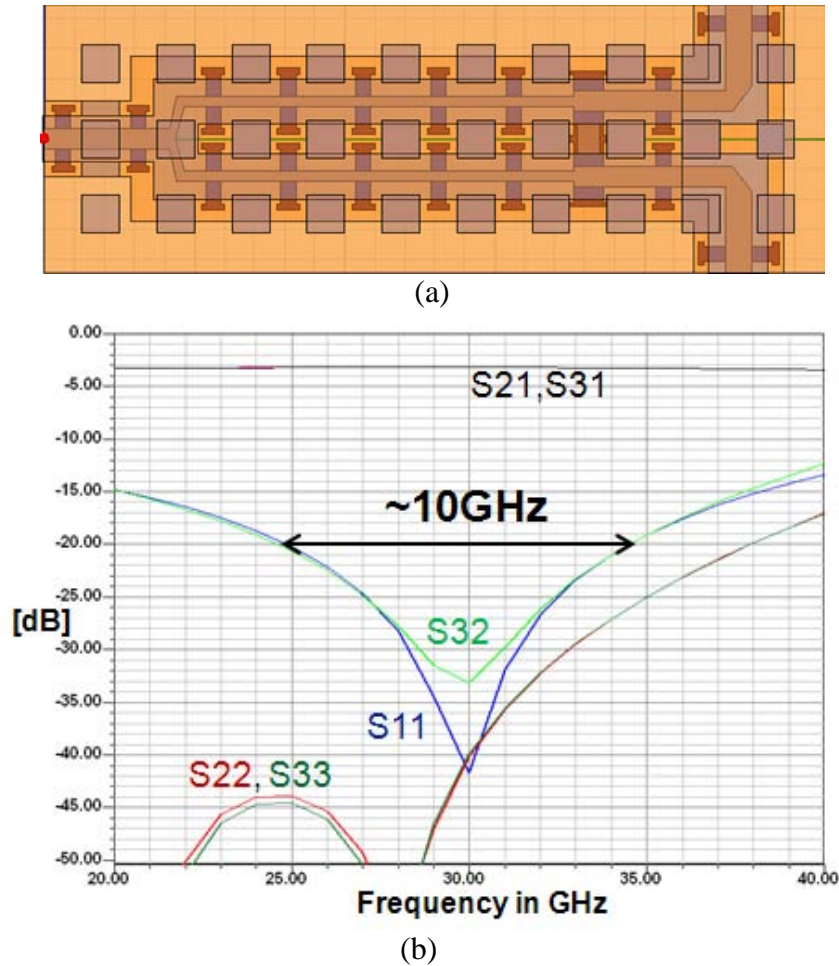 (a)
0.00
-5.00
S21,S31
-10.00
-15.00
~10GHz
-20.00
-25.00
[dB]
S32
-30.00
-35.00
S11
-40.00
S22, S33
-45.00
-50.00
20.00 25.00 30.00 35.00 40.00
Frequency in GHz
(b)